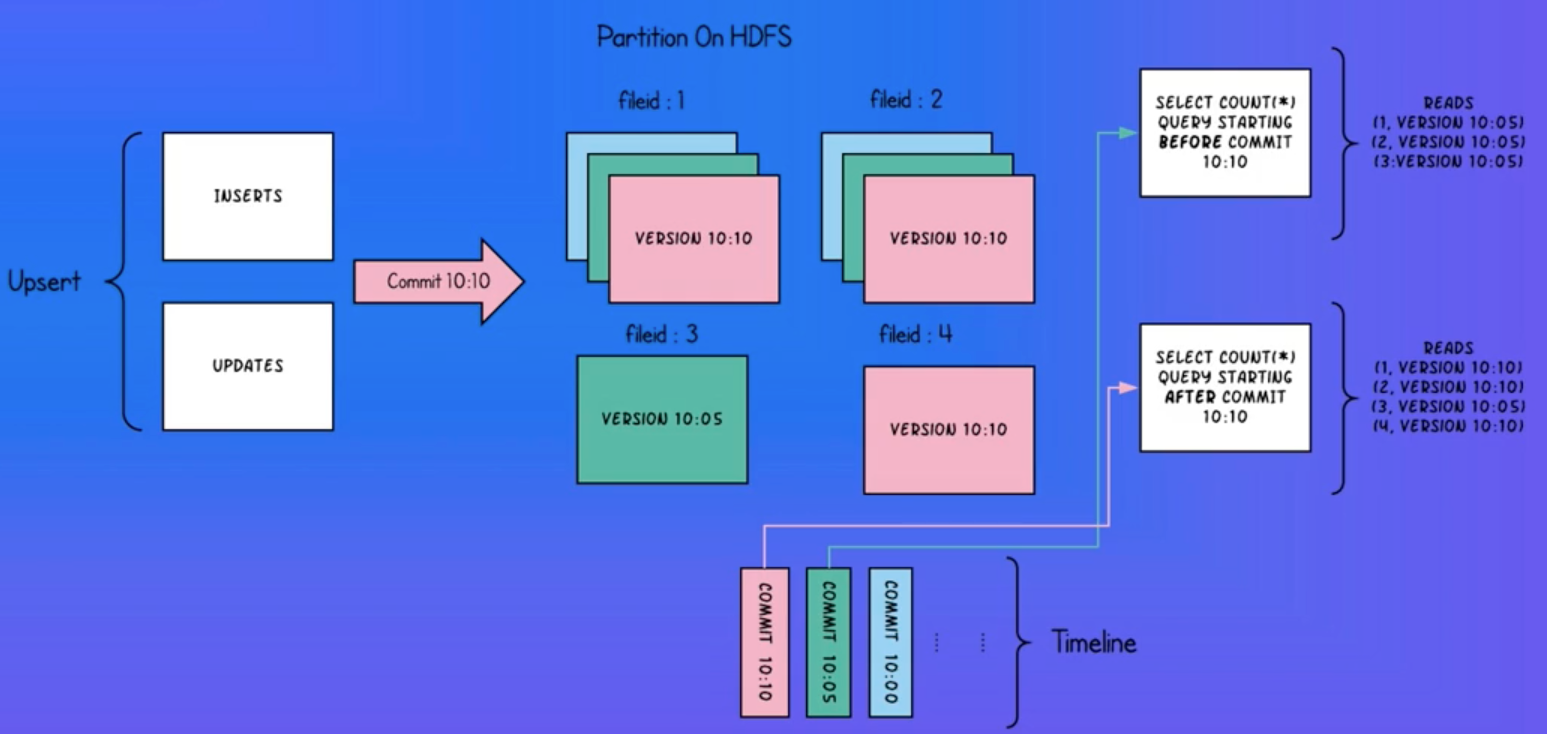 Partition On HDFS
fileid : 1
fileid : 2
Upsert
INSERTS
UPDATES
Commit 10:10
VERSION 10:10
VERSION 10:10
fileid : 3
fileid : 4
VERSION 10:05
VERSION 10:10
SELECT COUNT(*)
QUERY STARTING
BEFORE COMMIT
10:10
READS
(1, VERSION 10:05)
(2, VERSION 10:05)
(3:VERSION 10:05)
SELECT COUNT(*)
QUERY STARTING
AFTER COMMIT
10:10
READS
(1, VERSION 10:10)
(2, VERSION 10:10)
(3, VERSION 10:05)
(4, VERSION 10:10)
COMMIT 10:10
COMMIT 10:05
COMMIT 10:00
Timeline